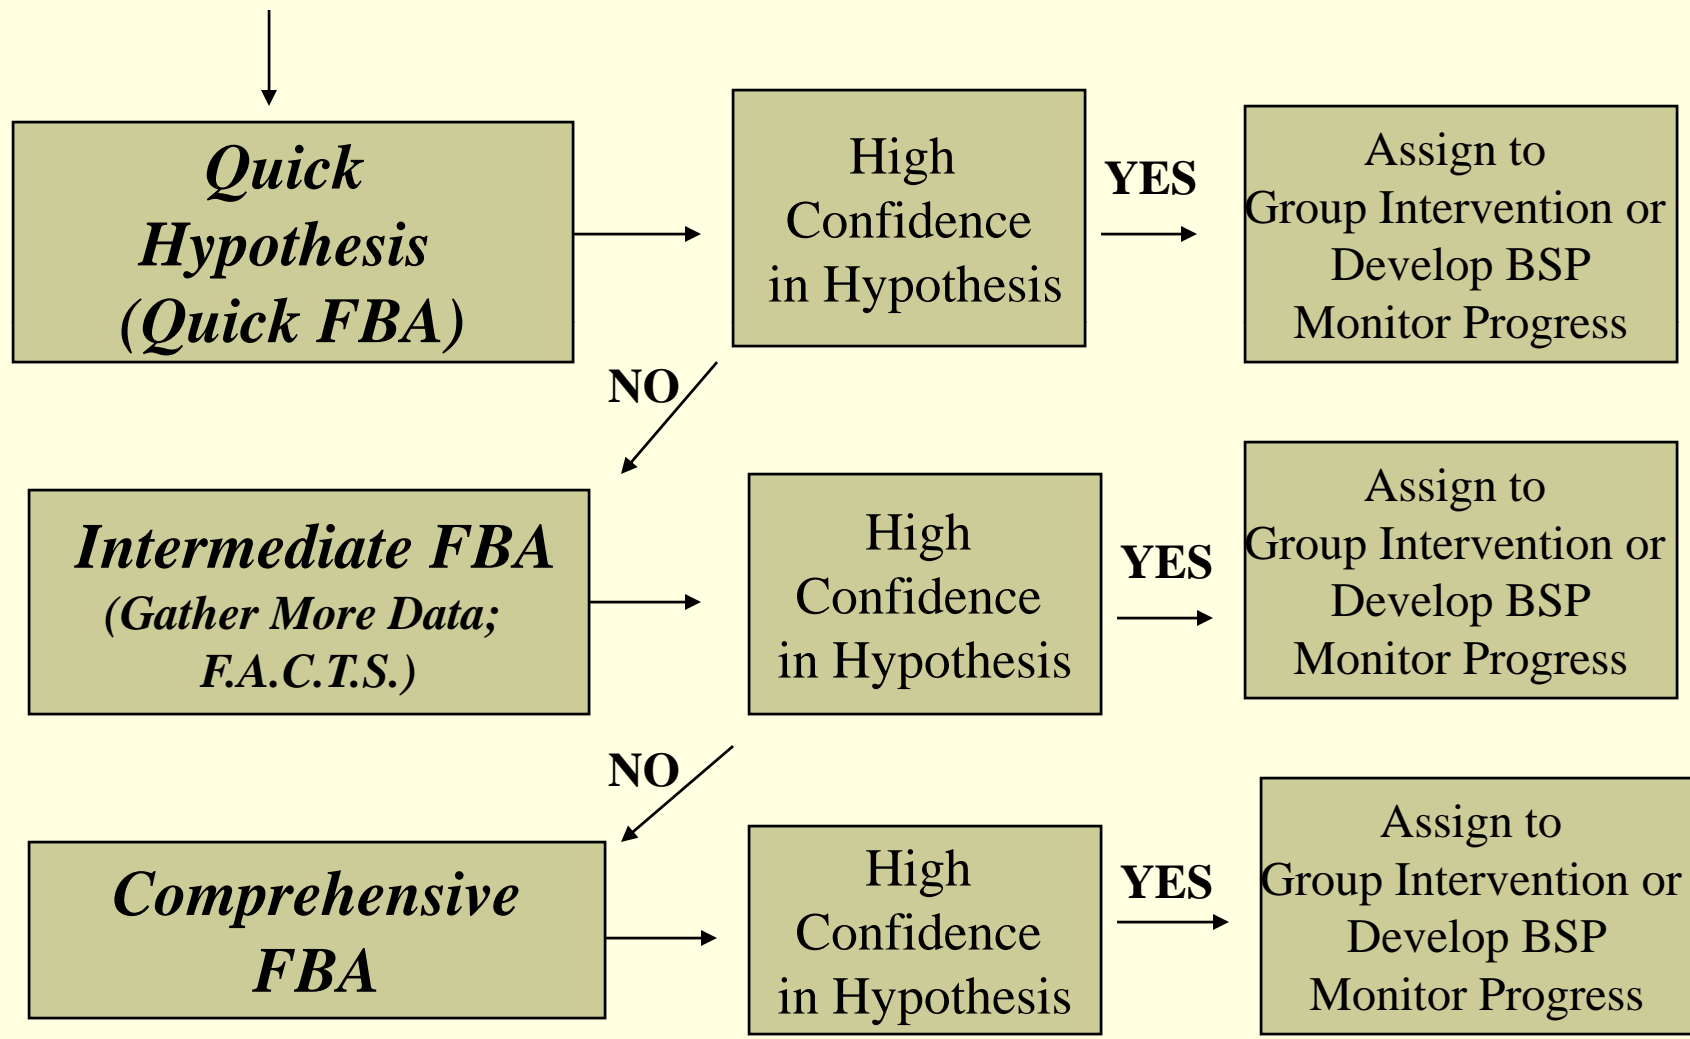 Quick
Hypothesis
(Quick FBA)
High
Confidence
in Hypothesis
YES
Assign to
Group Intervention or
Develop BSP
Monitor Progress
NO
Intermediate FBA
(Gather More Data;
F.A.C.T.S.)
High
Confidence
in Hypothesis
YES
Assign to
Group Intervention or
Develop BSP
Monitor Progress
NO
Comprehensive
FBA
High
Confidence
in Hypothesis
YES
Assign to
Group Intervention or
Develop BSP
Monitor Progress